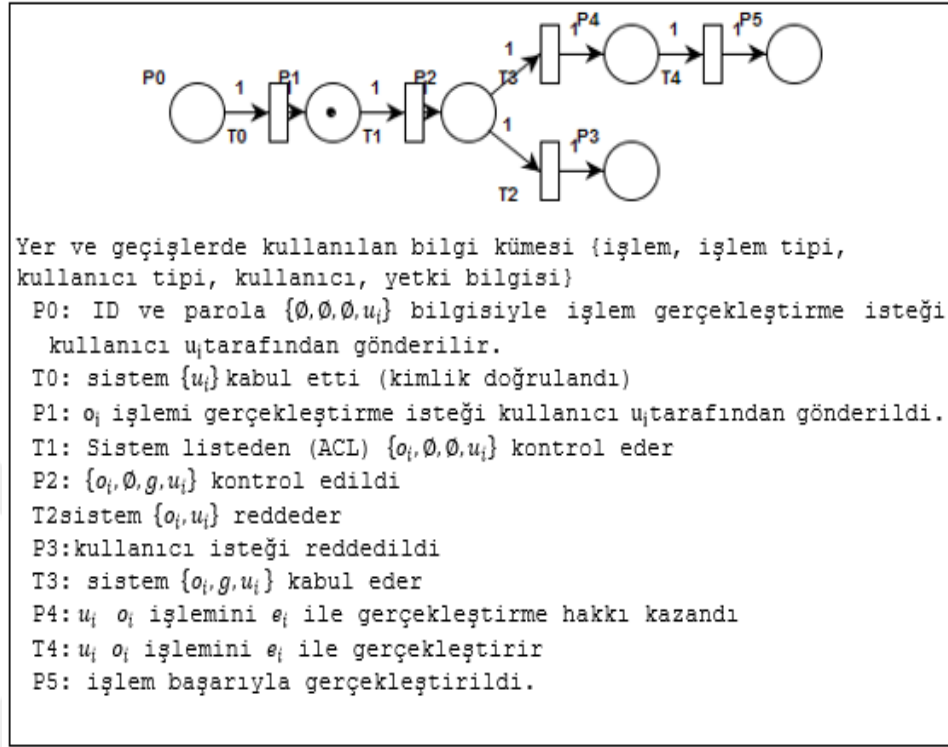 P4 P5
1 1 1 1
P0 P1 P2 T3 T4
1 1 1 1
T0 T1 1 1 P3
T2
Yer ve geçişlerde kullanılan bilgi kümesi {işlem, işlem tipi,
kullanıcı tipi, kullanıcı, yetki bilgisi}
P0: ID ve parola {Ø,Ø,Ø,uᵢ} bilgisiyle işlem gerçekleştirme isteği
kullanıcı uᵢtarafından gönderilir.
T0: sistem {uᵢ} kabul etti (kimlik doğrulandı)
P1: oᵢ işlemi gerçekleştirme isteği kullanıcı uᵢtarafından gönderildi.
T1: Sistem listeden (ACL) {oᵢ,Ø,Ø,uᵢ} kontrol eder
P2: {oᵢ,Ø,g,uᵢ} kontrol edildi
T2sistem {oᵢ,uᵢ} reddeder
P3:kullanıcı isteği reddedildi
T3: sistem {oᵢ,g,uᵢ} kabul eder
P4: uᵢ oᵢ işlemini eᵢ ile gerçekleştirme hakkı kazandı
T4: uᵢ oᵢ işlemini eᵢ ile gerçekleştirir
P5: işlem başarıyla gerçekleştirildi.